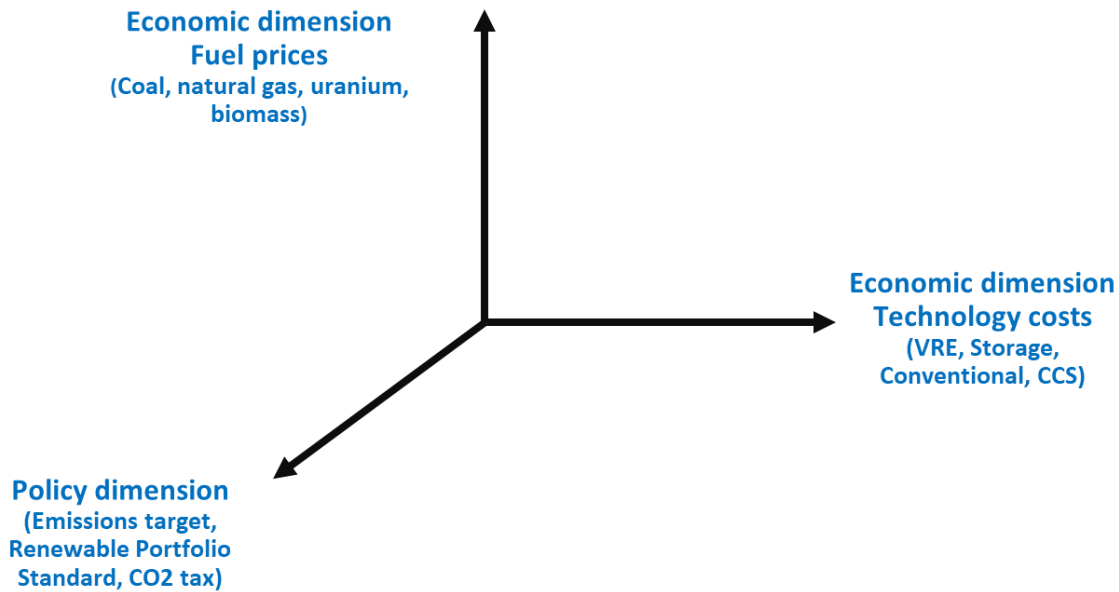 Economic dimension
Fuel prices
(Coal, natural gas, uranium,
biomass)
Economic dimension
Technology costs
(VRE, Storage,
Conventional, CCS)
Policy dimension
(Emissions target,
Renewable Portfolio
Standard, CO2 tax)